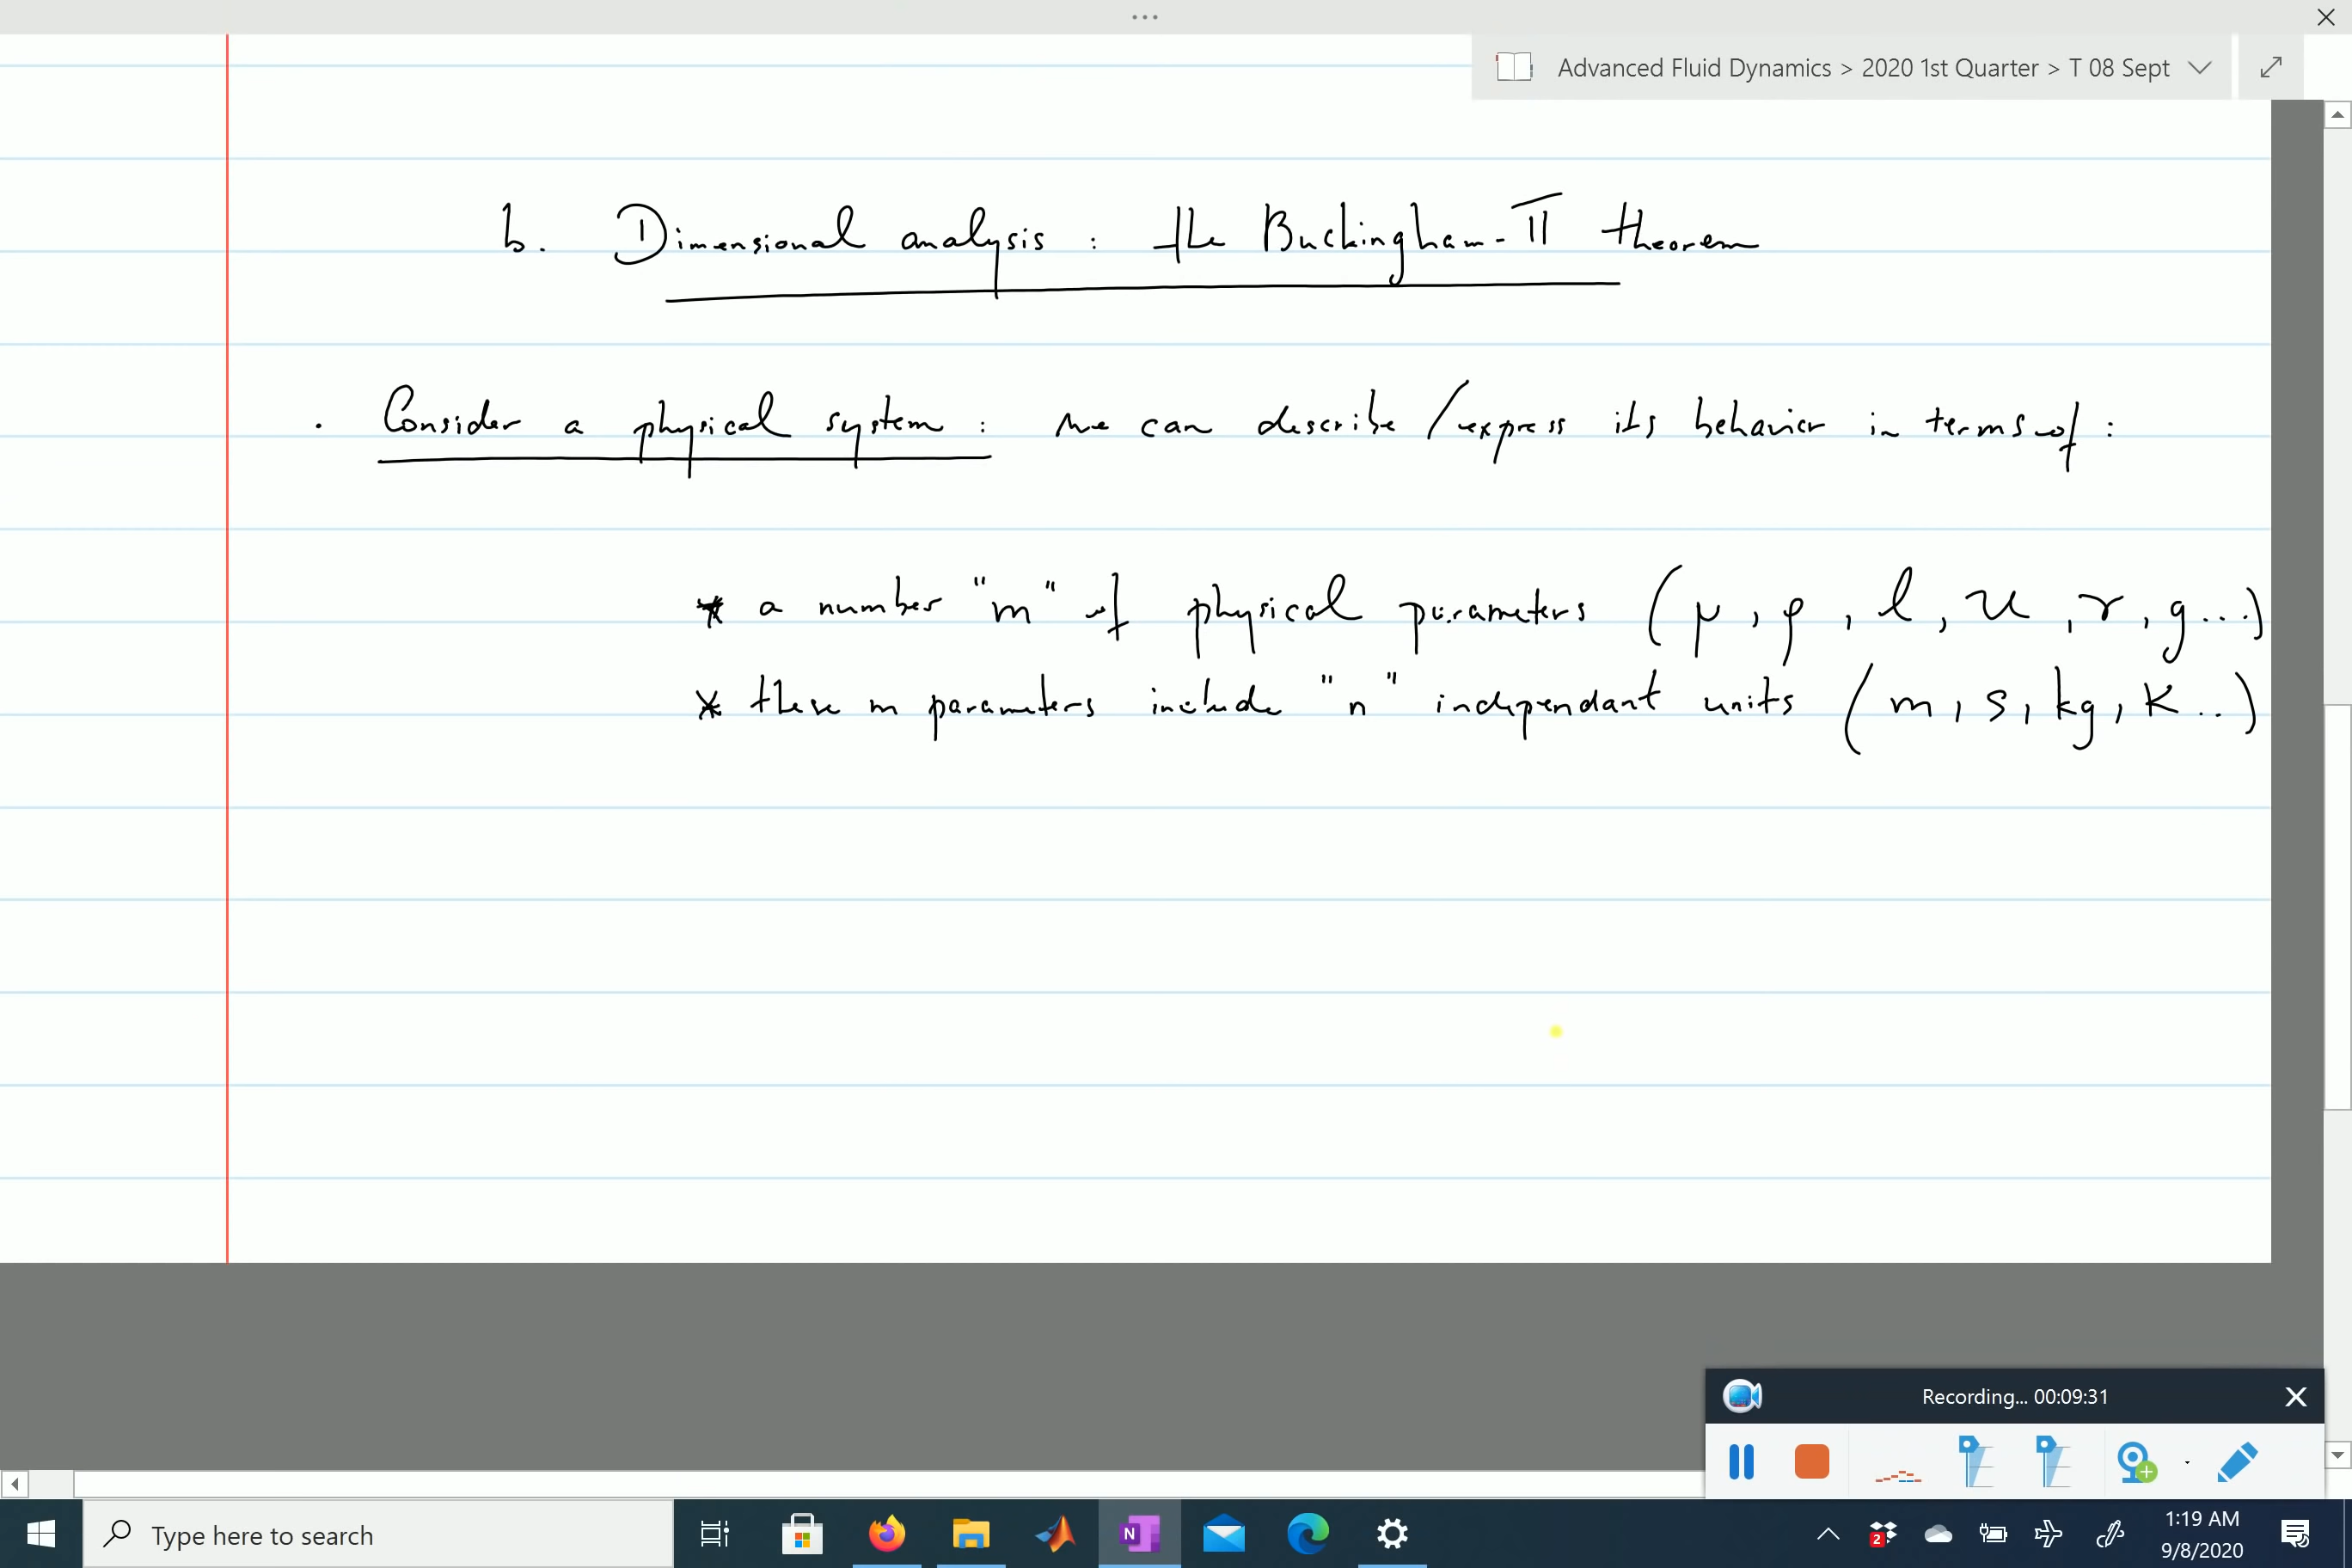 Advanced Fluid Dynamics > 2020 1st Quarter > T 08 Sept
b. Dimensional analysis : the Buckingham-Π theorem
. Consider a physical system : we can describe / express its behavior in terms of :
* a number "m" of physical parameters (μ, ρ, l, u, r, g...)
* these m parameters include "n" independant units (m, s, kg, K..)
Recording... 00:09:31
Type here to search
N
2
1:19 AM
9/8/2020